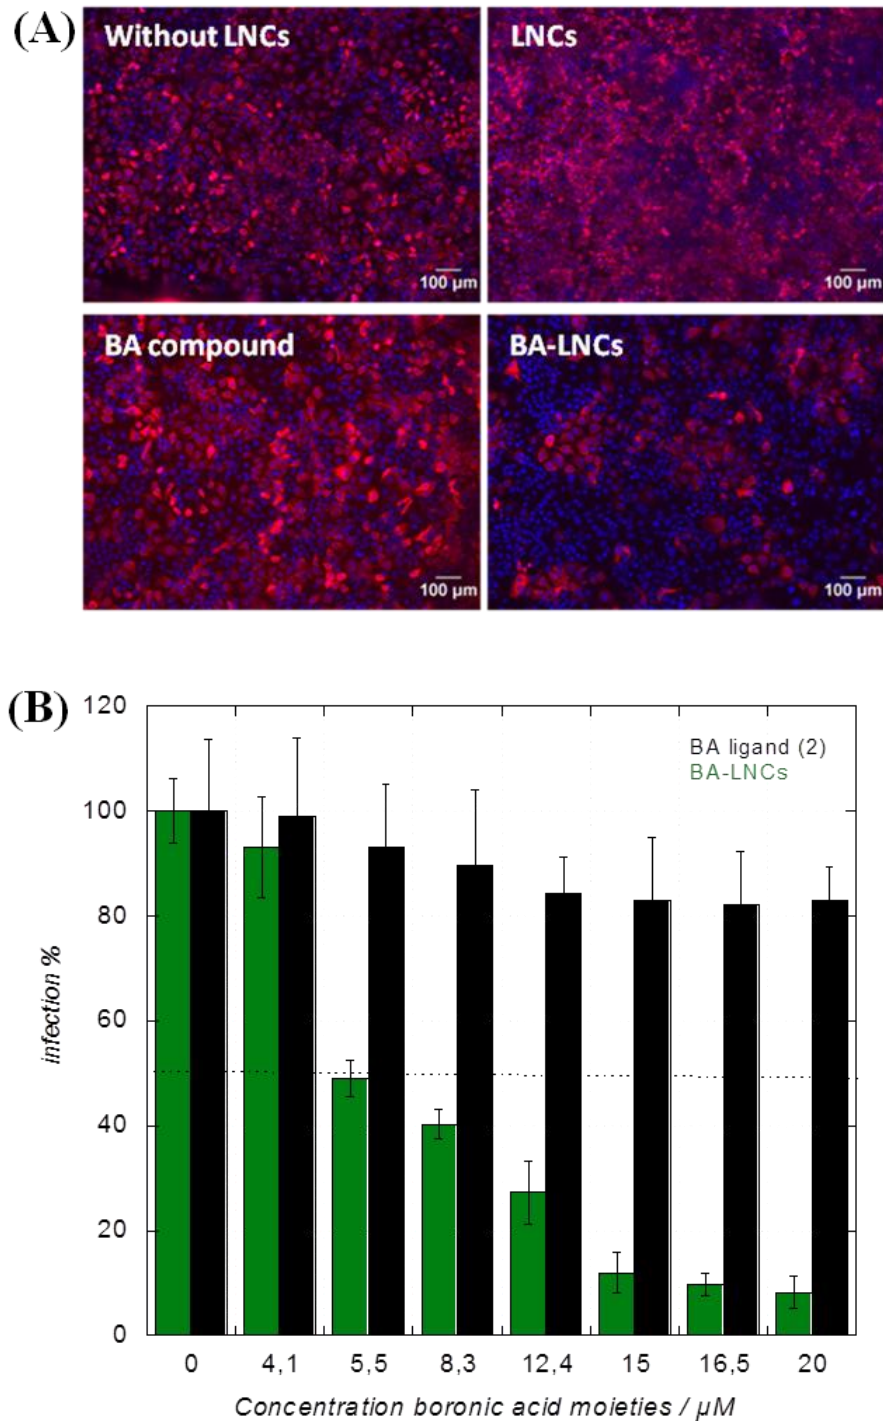 (A)
Without LNCs
LNCs
100 µm
100 µm
BA compound
BA-LNCs
100 µm
100 µm
(B)
120
BA ligand (2)
BA-LNCs
100
80
60
40
20
0
infection %
0 4,1 5,5 8,3 12,4 15 16,5 20
Concentration boronic acid moieties / µM